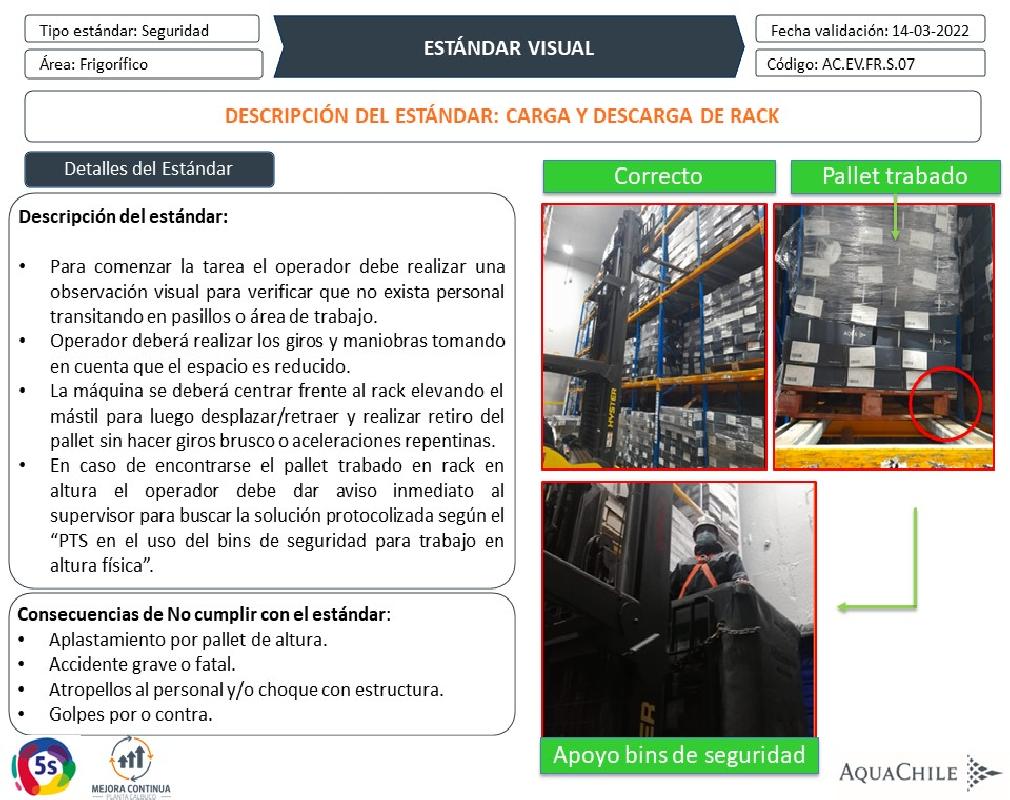 Tipo estándar: Seguridad
Área: Frigorífico
ESTÁNDAR VISUAL
Fecha validación: 14-03-2022
Código: AC.EV.FR.S.07
DESCRIPCIÓN DEL ESTÁNDAR: CARGA Y DESCARGA DE RACK
Detalles del Estándar
Descripción del estándar:
• Para comenzar la tarea el operador debe realizar una
observación visual para verificar que no exista personal
transitando en pasillos o área de trabajo.
• Operador deberá realizar los giros y maniobras tomando
en cuenta que el espacio es reducido.
• La máquina se deberá centrar frente al rack elevando el
mástil para luego desplazar/retraer y realizar retiro del
pallet sin hacer giros brusco o aceleraciones repentinas.
• En caso de encontrarse el pallet trabado en rack en
altura el operador debe dar aviso inmediato al
supervisor para buscar la solución protocolizada según el
“PTS en el uso del bins de seguridad para trabajo en
altura física”.
Consecuencias de No cumplir con el estándar:
• Aplastamiento por pallet de altura.
• Accidente grave o fatal.
• Atropellos al personal y/o choque con estructura.
• Golpes por o contra.
Correcto
HYSTER
Pallet trabado
AQUA
Apoyo bins de seguridad
5s
MEJORA CONTINUA
PLANTA CALBUCO
AQUACHILE